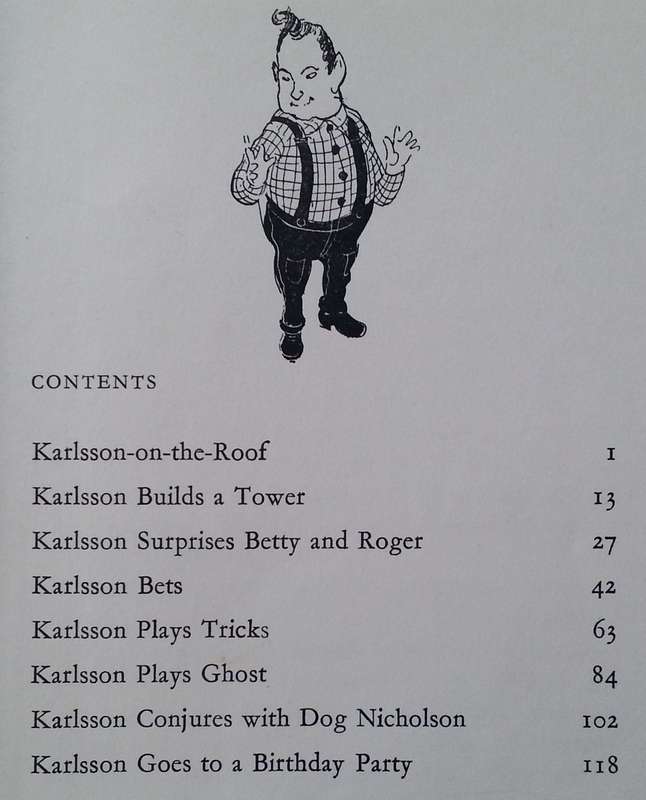 CONTENTS
Karlsson-on-the-Roof 1
Karlsson Builds a Tower 13
Karlsson Surprises Betty and Roger 27
Karlsson Bets 42
Karlsson Plays Tricks 63
Karlsson Plays Ghost 84
Karlsson Conjures with Dog Nicholson 102
Karlsson Goes to a Birthday Party 118